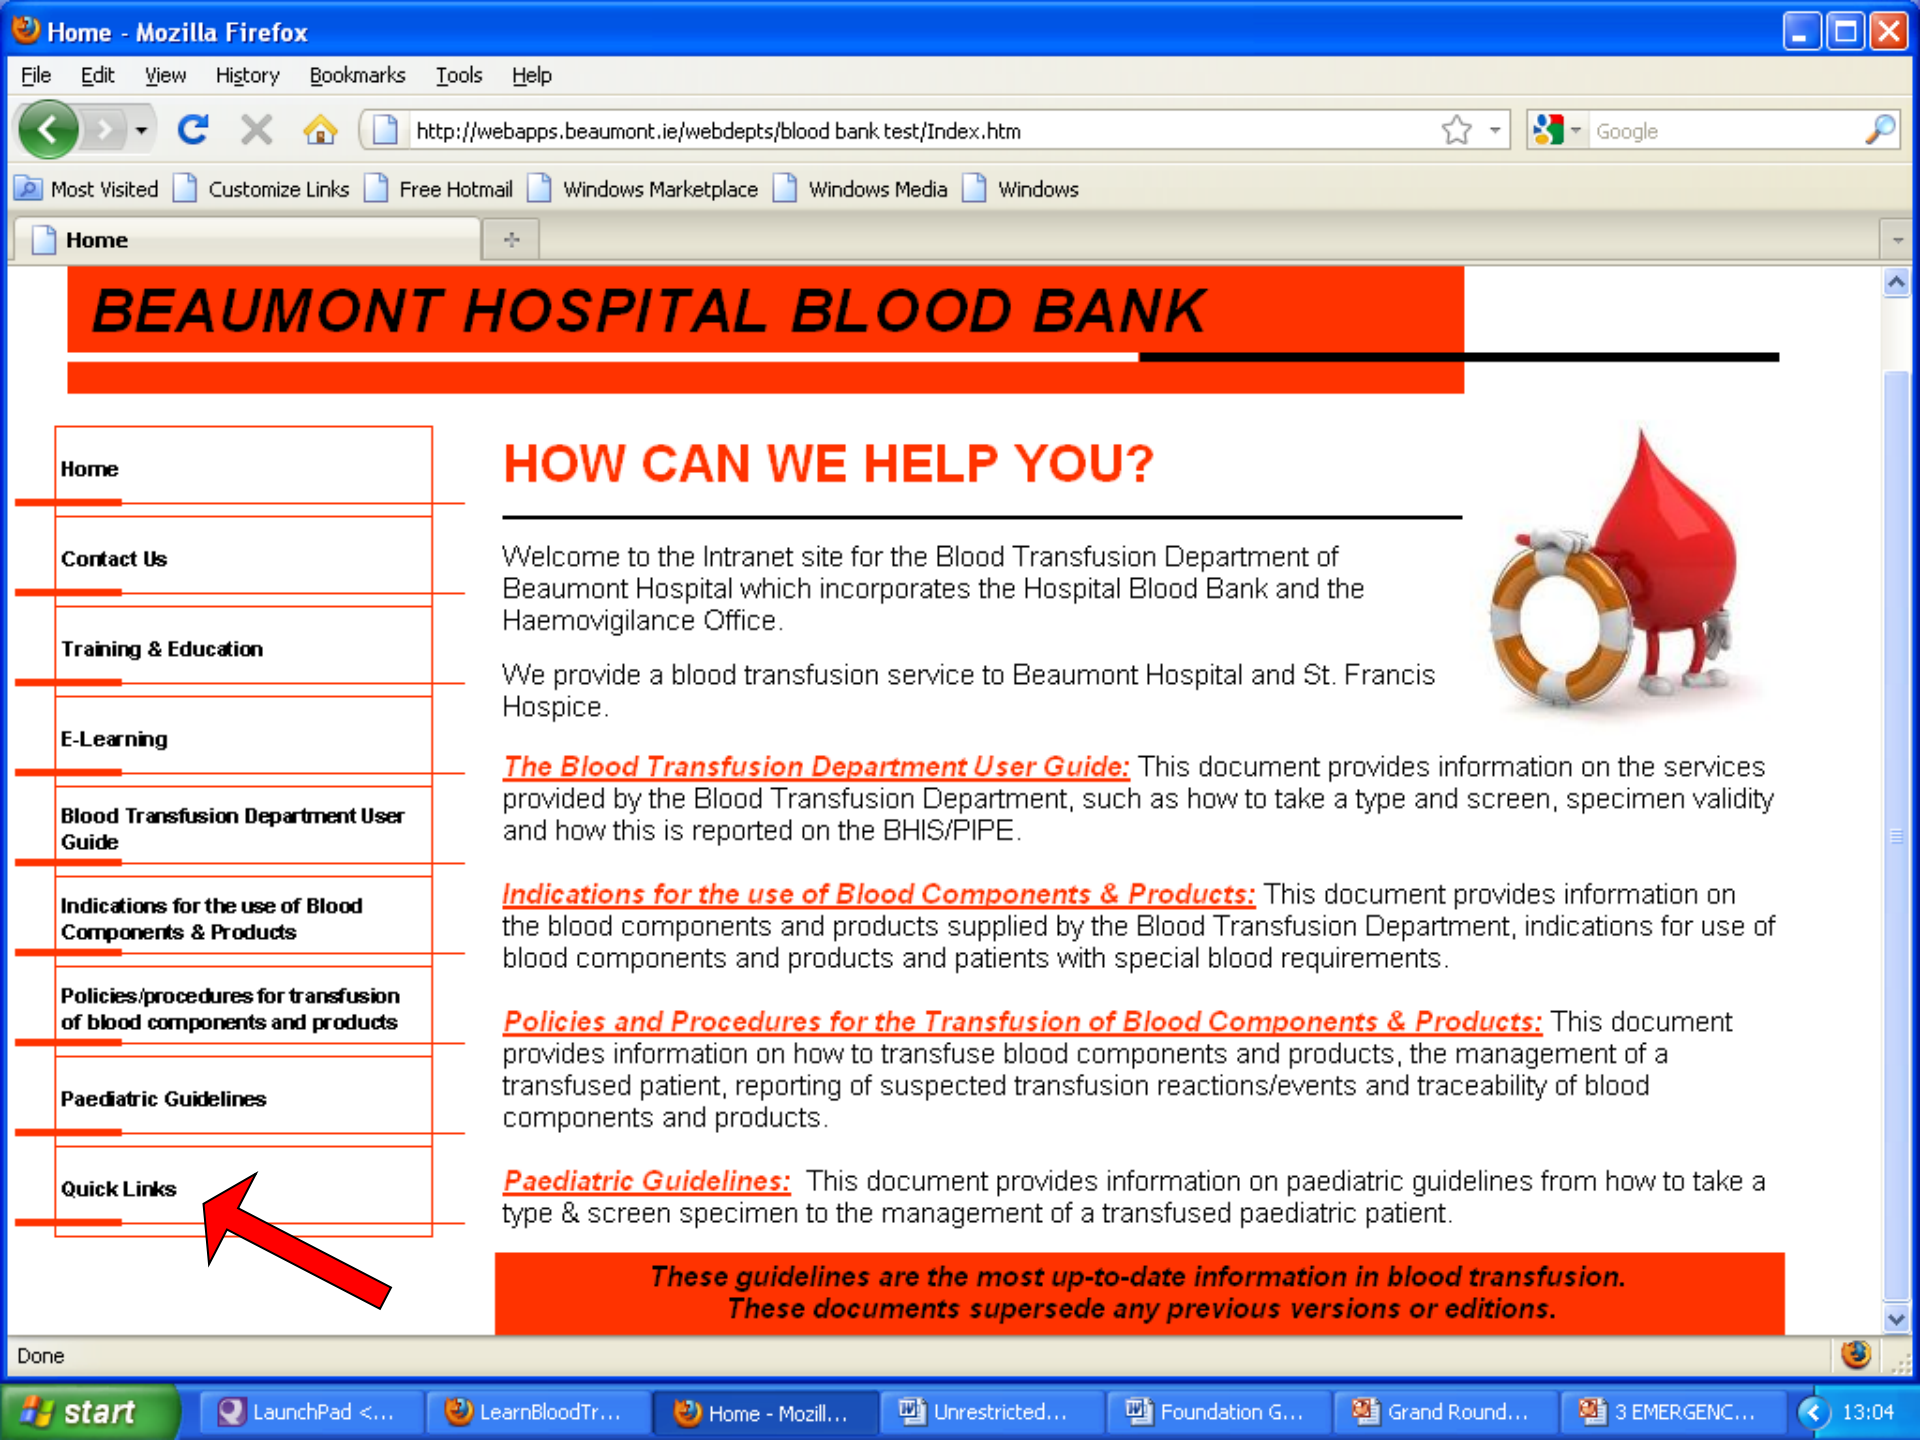 Home - Mozilla Firefox
File Edit View History Bookmarks Tools Help
http://webapps.beaumont.ie/webdepts/blood bank test/Index.htm
Google
Most Visited Customize Links Free Hotmail Windows Marketplace Windows Media Windows
Home
BEAUMONT HOSPITAL BLOOD BANK
Home
Contact Us
Training & Education
E-Learning
Blood Transfusion Department User
Guide
Indications for the use of Blood
Components & Products
Policies/procedures for transfusion
of blood components and products
Paediatric Guidelines
Quick Links
HOW CAN WE HELP YOU?
Welcome to the Intranet site for the Blood Transfusion Department of
Beaumont Hospital which incorporates the Hospital Blood Bank and the
Haemovigilance Office.
We provide a blood transfusion service to Beaumont Hospital and St. Francis
Hospice.
The Blood Transfusion Department User Guide: This document provides information on the services
provided by the Blood Transfusion Department, such as how to take a type and screen, specimen validity
and how this is reported on the BHIS/PIPE.
Indications for the use of Blood Components & Products: This document provides information on
the blood components and products supplied by the Blood Transfusion Department, indications for use of
blood components and products and patients with special blood requirements.
Policies and Procedures for the Transfusion of Blood Components & Products: This document
provides information on how to transfuse blood components and products, the management of a
transfused patient, reporting of suspected transfusion reactions/events and traceability of blood
components and products.
Paediatric Guidelines: This document provides information on paediatric guidelines from how to take a
type & screen specimen to the management of a transfused paediatric patient.
These guidelines are the most up-to-date information in blood transfusion.
These documents supersede any previous versions or editions.
Done
start LaunchPad <... LearnBloodTr... Home - Mozill... Unrestricted... Foundation G... Grand Round... 3 EMERGENC... 13:04